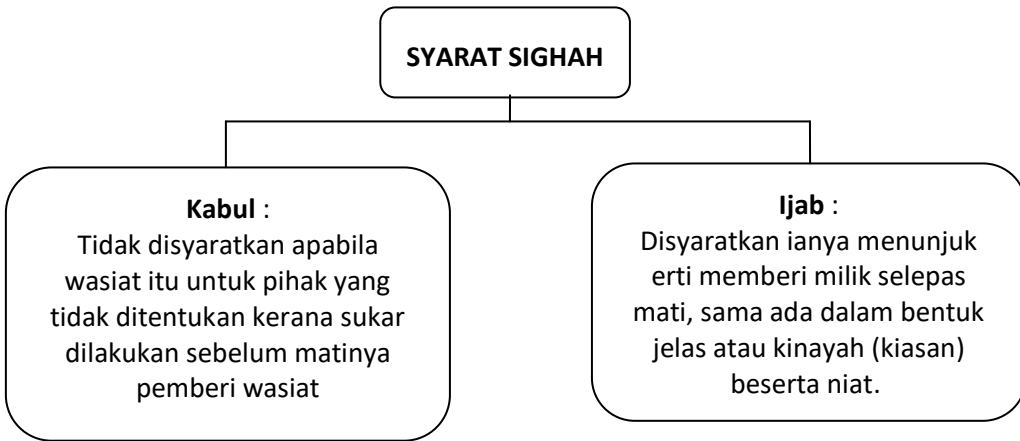 SYARAT SIGHAH
Kabul :
Tidak disyaratkan apabila
wasiat itu untuk pihak yang
tidak ditentukan kerana sukar
dilakukan sebelum matinya
pemberi wasiat
Ijab :
Disyaratkan ianya menunjuk
erti memberi milik selepas
mati, sama ada dalam bentuk
jelas atau kinayah (kiasan)
beserta niat.